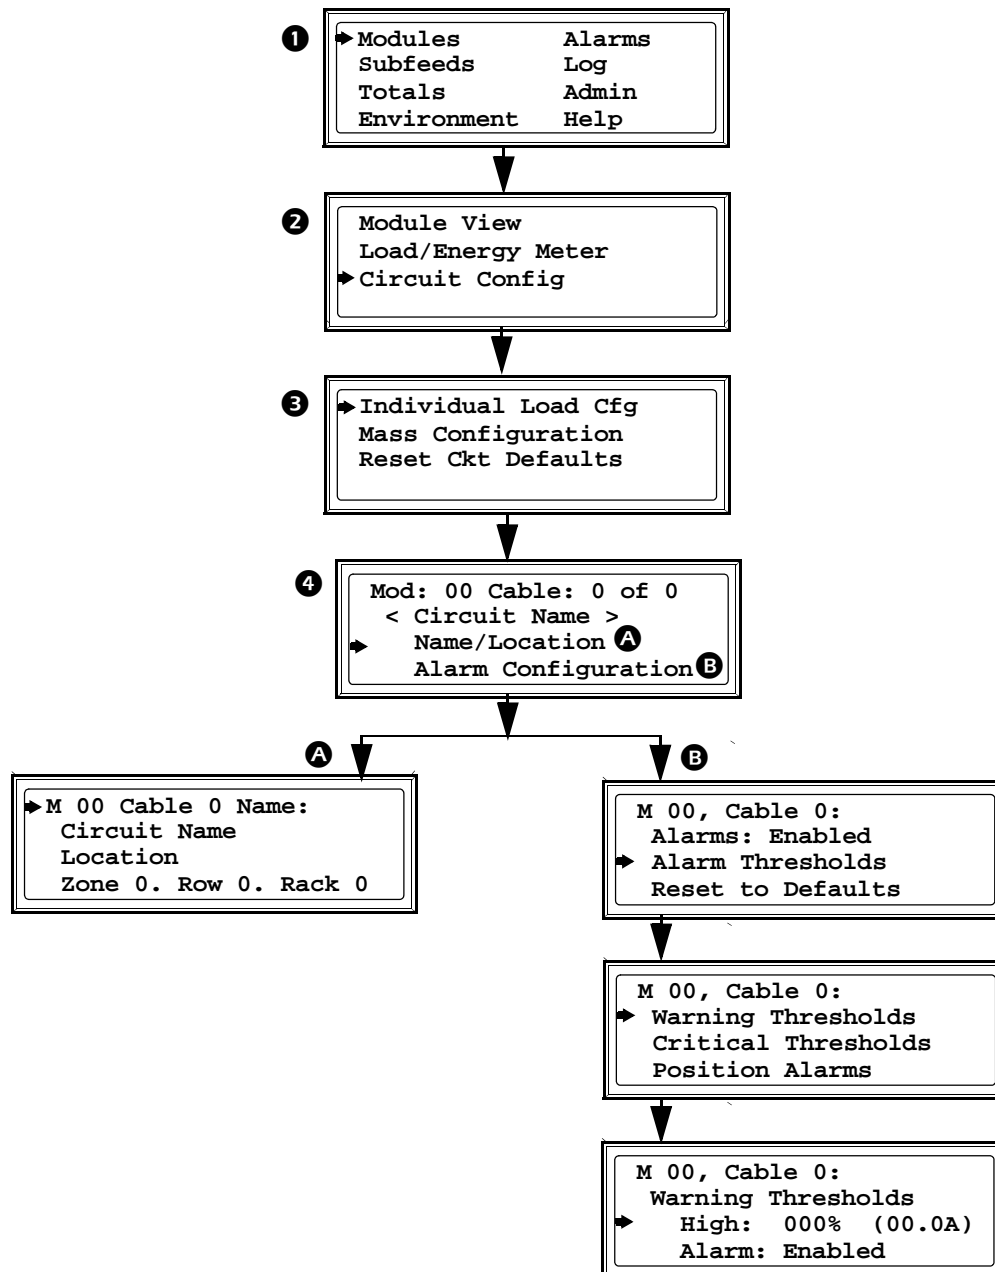 ❶
Modules Alarms
Subfeeds Log
Totals Admin
Environment Help
❷
Module View
Load/Energy Meter
Circuit Config
❸
Individual Load Cfg
Mass Configuration
Reset Ckt Defaults
❹
Mod: 00 Cable: 0 of 0
< Circuit Name >
Name/Location A
Alarm Configuration B
A
M 00 Cable 0 Name:
Circuit Name
Location
Zone 0. Row 0. Rack 0
B
M 00, Cable 0:
Alarms: Enabled
Alarm Thresholds
Reset to Defaults
M 00, Cable 0:
Warning Thresholds
Critical Thresholds
Position Alarms
M 00, Cable 0:
Warning Thresholds
High: 000% (00.0A)
Alarm: Enabled